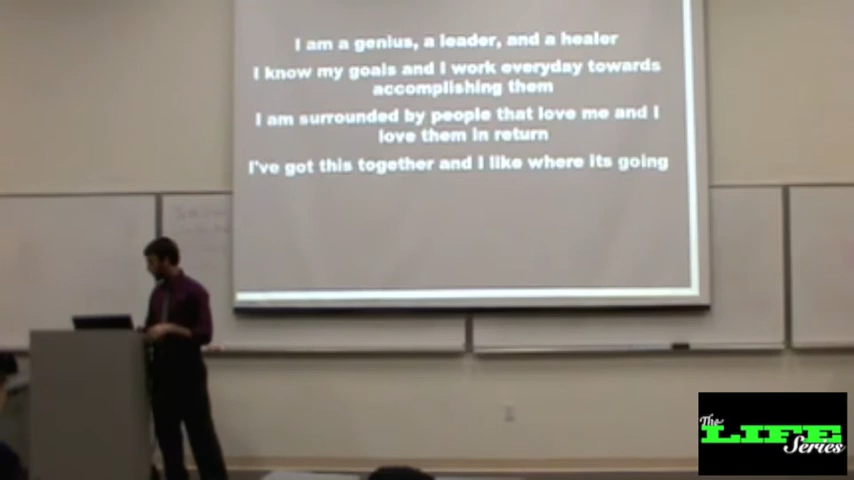 I am a genius, a leader, and a healer
I know my goals and I work everyday towards
accomplishing them
I am surrounded by people that love me and I
love them in return
I've got this together and I like where its going
The
LIFE
Series